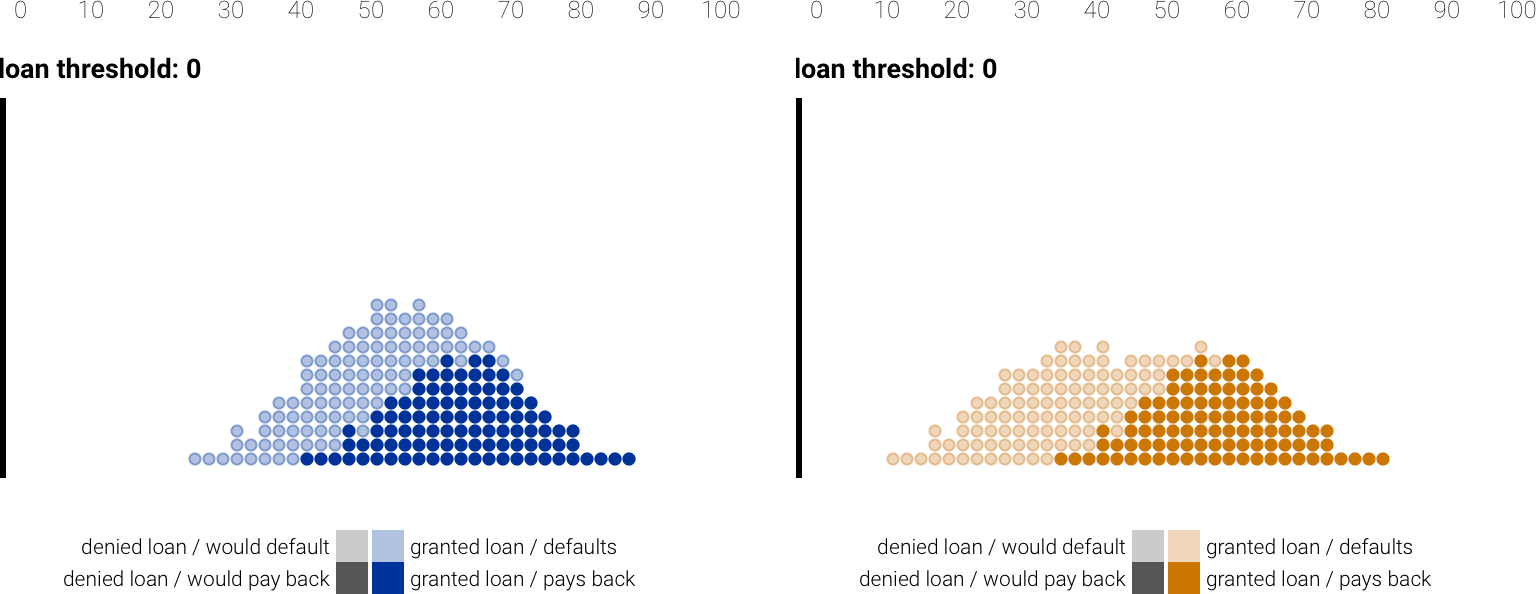 0 10 20 30 40 50 60 70 80 90 100
0 10 20 30 40 50 60 70 80 90 100
loan threshold: 0
loan threshold: 0
denied loan / would default
granted loan / defaults
denied loan / would pay back
granted loan / pays back
denied loan / would default
granted loan / defaults
denied loan / would pay back
granted loan / pays back